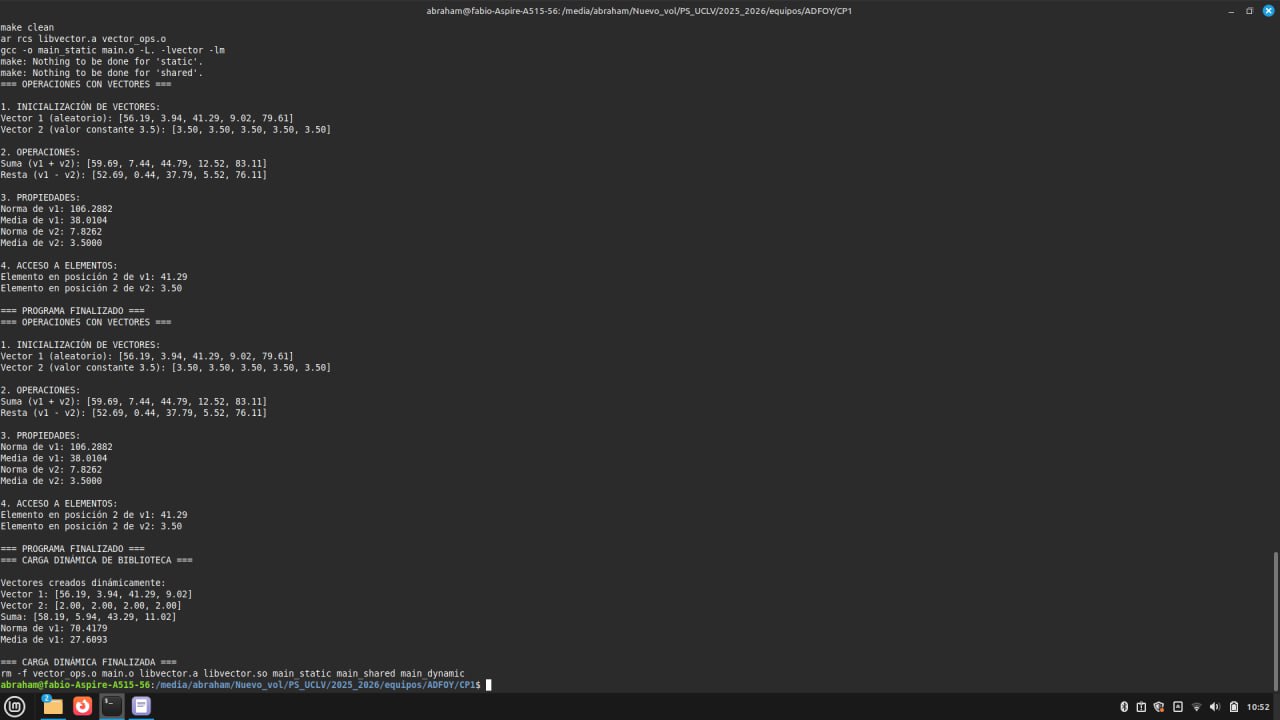 abraham@fabio-Aspire-A515-56: /media/abraham/Nuevo_vol/PS_UCLV/2025_2026/equipos/ADFOY/CP1
make clean
ar rcs libvector.a vector_ops.o
gcc -o main_static main.o -L. -lvector -lm
make: Nothing to be done for 'static'.
make: Nothing to be done for 'shared'.
=== OPERACIONES CON VECTORES ===
1. INICIALIZACIÓN DE VECTORES:
Vector 1 (aleatorio): [56.19, 3.94, 41.29, 9.02, 79.61]
Vector 2 (valor constante 3.5): [3.50, 3.50, 3.50, 3.50, 3.50]
2. OPERACIONES:
Suma (v1 + v2): [59.69, 7.44, 44.79, 12.52, 83.11]
Resta (v1 - v2): [52.69, 0.44, 37.79, 5.52, 76.11]
3. PROPIEDADES:
Norma de v1: 106.2882
Media de v1: 38.0104
Norma de v2: 7.8262
Media de v2: 3.5000
4. ACCESO A ELEMENTOS:
Elemento en posición 2 de v1: 41.29
Elemento en posición 2 de v2: 3.50
=== PROGRAMA FINALIZADO ===
=== OPERACIONES CON VECTORES ===
1. INICIALIZACIÓN DE VECTORES:
Vector 1 (aleatorio): [56.19, 3.94, 41.29, 9.02, 79.61]
Vector 2 (valor constante 3.5): [3.50, 3.50, 3.50, 3.50, 3.50]
2. OPERACIONES:
Suma (v1 + v2): [59.69, 7.44, 44.79, 12.52, 83.11]
Resta (v1 - v2): [52.69, 0.44, 37.79, 5.52, 76.11]
3. PROPIEDADES:
Norma de v1: 106.2882
Media de v1: 38.0104
Norma de v2: 7.8262
Media de v2: 3.5000
4. ACCESO A ELEMENTOS:
Elemento en posición 2 de v1: 41.29
Elemento en posición 2 de v2: 3.50
=== PROGRAMA FINALIZADO ===
=== CARGA DINÁMICA DE BIBLIOTECA ===
Vectores creados dinámicamente:
Vector 1: [56.19, 3.94, 41.29, 9.02]
Vector 2: [2.00, 2.00, 2.00, 2.00]
Suma: [58.19, 5.94, 43.29, 11.02]
Norma de v1: 70.4179
Media de v1: 27.6093
=== CARGA DINÁMICA FINALIZADA ===
rm -f vector_ops.o main.o libvector.a libvector.so main_static main_shared main_dynamic
abraham@fabio-Aspire-A515-56:/media/abraham/Nuevo_vol/PS_UCLV/2025_2026/equipos/ADFOY/CP1$
2
10:52